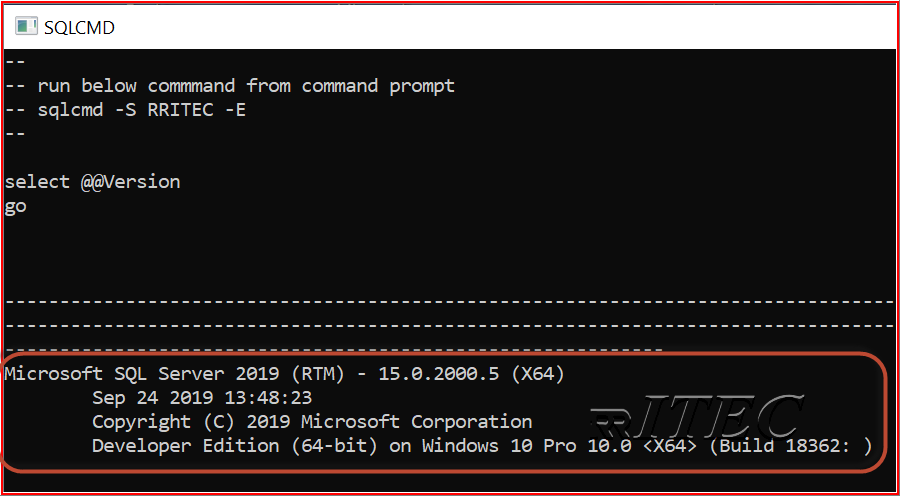 SQLCMD
--
-- run below commmand from command prompt
-- sqlcmd -S RRITEC -E
--
select @@Version
go
--------------------------------------------------------------------------------
--------------------------------------------------------------------------------
------------------------------------------------------------
Microsoft SQL Server 2019 (RTM) - 15.0.2000.5 (X64)
Sep 24 2019 13:48:23
Copyright (C) 2019 Microsoft Corporation
Developer Edition (64-bit) on Windows 10 Pro 10.0 <X64> (Build 18362: )
RRITEC